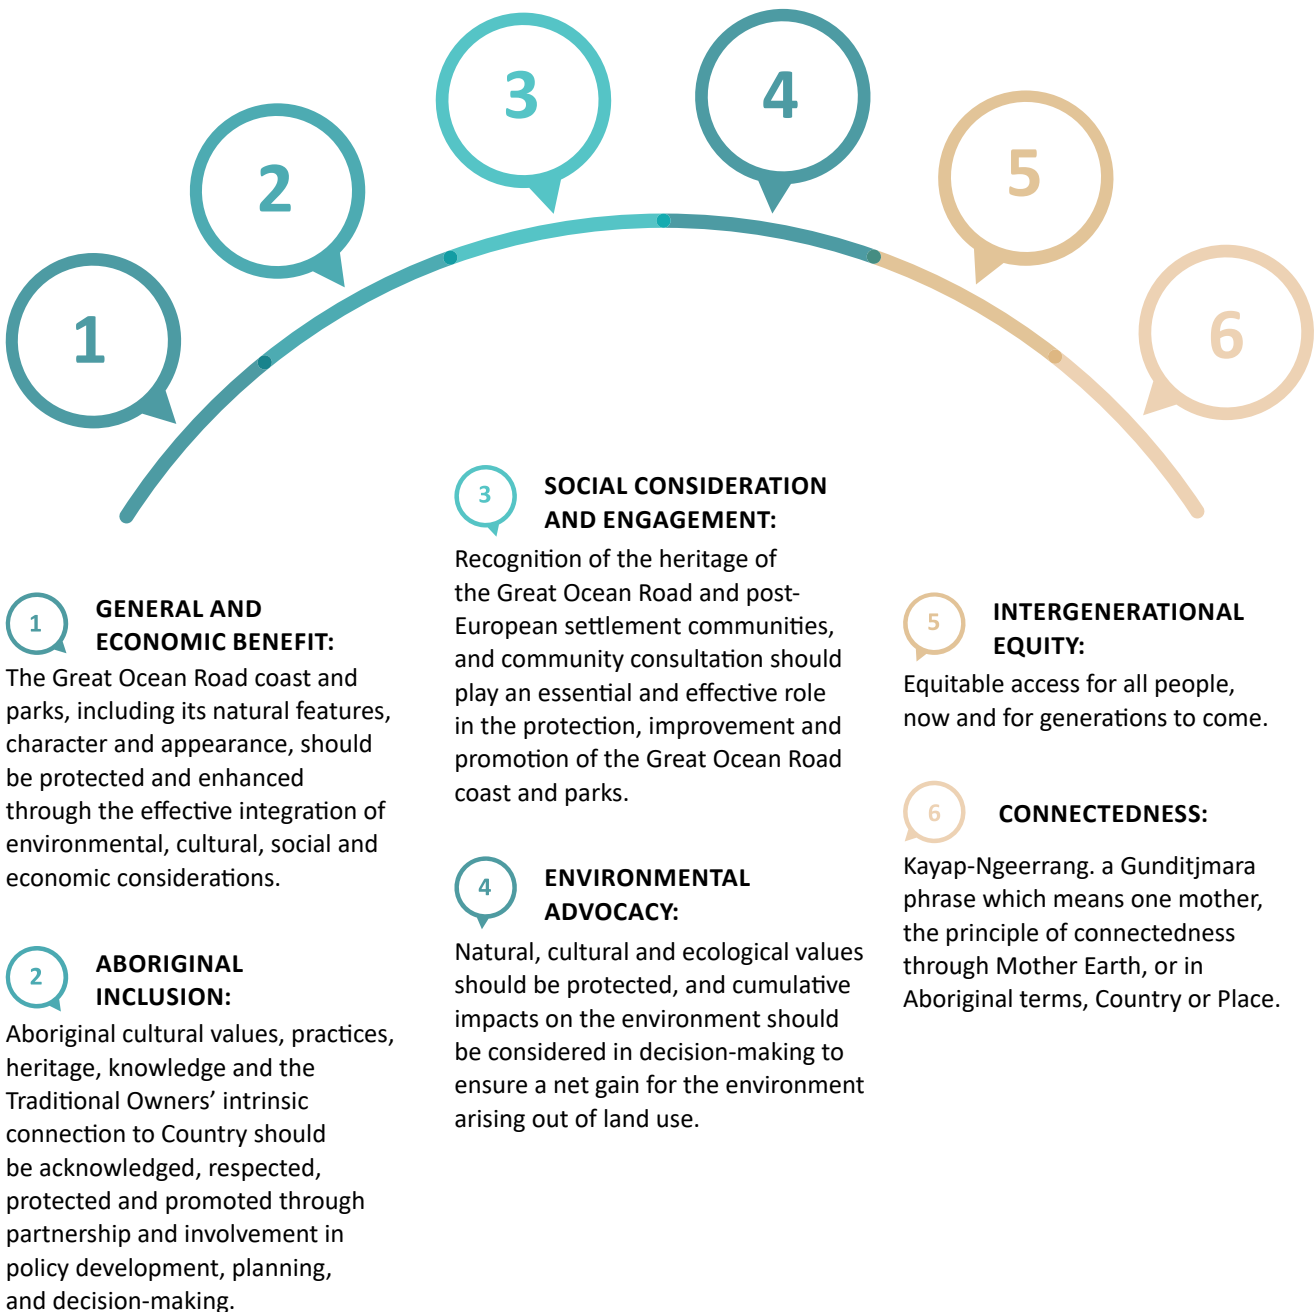 1
2
3
4
5
6
1
GENERAL AND
ECONOMIC BENEFIT:
The Great Ocean Road coast and
parks, including its natural features,
character and appearance, should
be protected and enhanced
through the effective integration of
environmental, cultural, social and
economic considerations.
2
ABORIGINAL
INCLUSION:
Aboriginal cultural values, practices,
heritage, knowledge and the
Traditional Owners’ intrinsic
connection to Country should
be acknowledged, respected,
protected and promoted through
partnership and involvement in
policy development, planning,
and decision-making.
3
SOCIAL CONSIDERATION
AND ENGAGEMENT:
Recognition of the heritage of
the Great Ocean Road and post-
European settlement communities,
and community consultation should
play an essential and effective role
in the protection, improvement and
promotion of the Great Ocean Road
coast and parks.
4
ENVIRONMENTAL
ADVOCACY:
Natural, cultural and ecological values
should be protected, and cumulative
impacts on the environment should
be considered in decision-making to
ensure a net gain for the environment
arising out of land use.
5
INTERGENERATIONAL
EQUITY:
Equitable access for all people,
now and for generations to come.
6
CONNECTEDNESS:
Kayap-Ngeerrang. a Gunditjmara
phrase which means one mother,
the principle of connectedness
through Mother Earth, or in
Aboriginal terms, Country or Place.